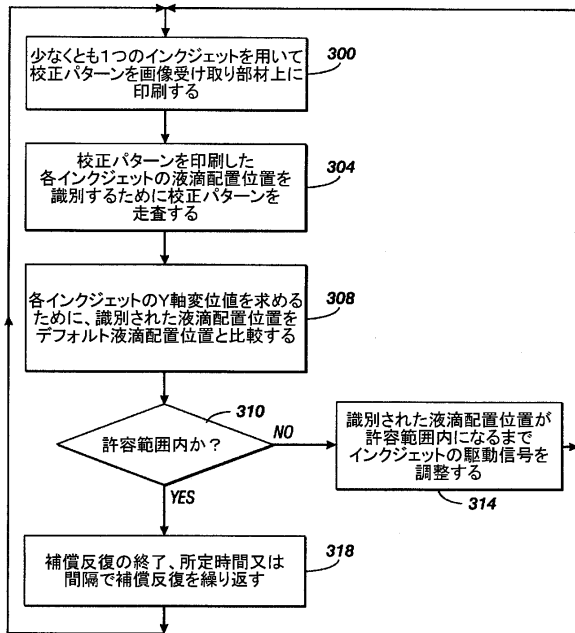 少なくとも1つのインクジェットを用いて
校正パターンを画像受け取り部材上に
印刷する
300
校正パターンを印刷した
各インクジェットの液滴配置位置を
識別するために校正パターンを
走査する
304
各インクジェットのY軸変位値を求める
ために、識別された液滴配置位置を
デフォルト液滴配置位置と比較する
308
許容範囲内か？
310
NO
YES
識別された液滴配置位置が
許容範囲内になるまで
インクジェットの駆動信号を
調整する
314
補償反復の終了、所定時間又は
間隔で補償反復を繰り返す
318